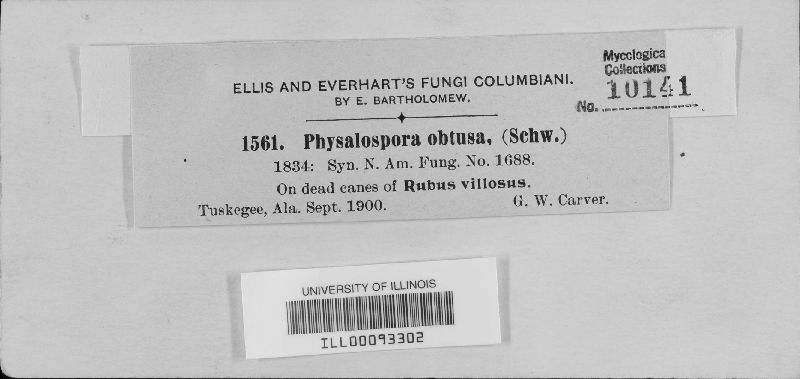 ELLIS AND EVERHART'S FUNGI COLUMBIANI.
BY E. BARTHOLOMEW.
Mycological
Collections
No. 10141
1561. Physalospora obtusa, (Schw.)
1834: Syn. N. Am. Fung. No. 1688.
On dead canes of Rubus villosus.
Tuskegee, Ala. Sept. 1900. G. W. Carver.
UNIVERSITY OF ILLINOIS
ILL00093302